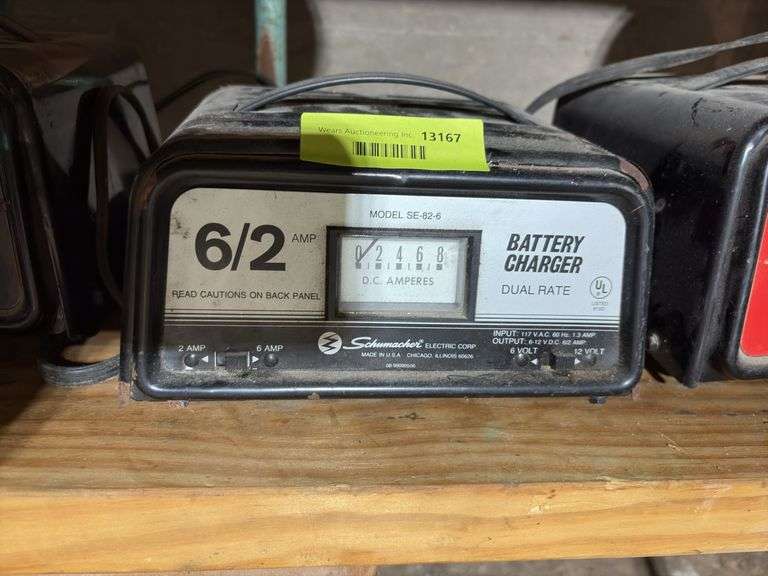 Wears Auctioneering Inc. 13167
MODEL SE-82-6
6/2 AMP
READ CAUTIONS ON BACK PANEL
0 2 4 6 8
D.C. AMPERES
BATTERY
CHARGER
DUAL RATE
UL
LISTED
2 AMP 6 AMP
Schumacher ELECTRIC CORP
MADE IN U.S.A CHICAGO, ILLINOIS 60626
INPUT: 117 V.A.C. 60 Hz. 1.3 AMP.
OUTPUT: 6-12 V.D.C. 6/2 AMP.
6 VOLT 12 VOLT